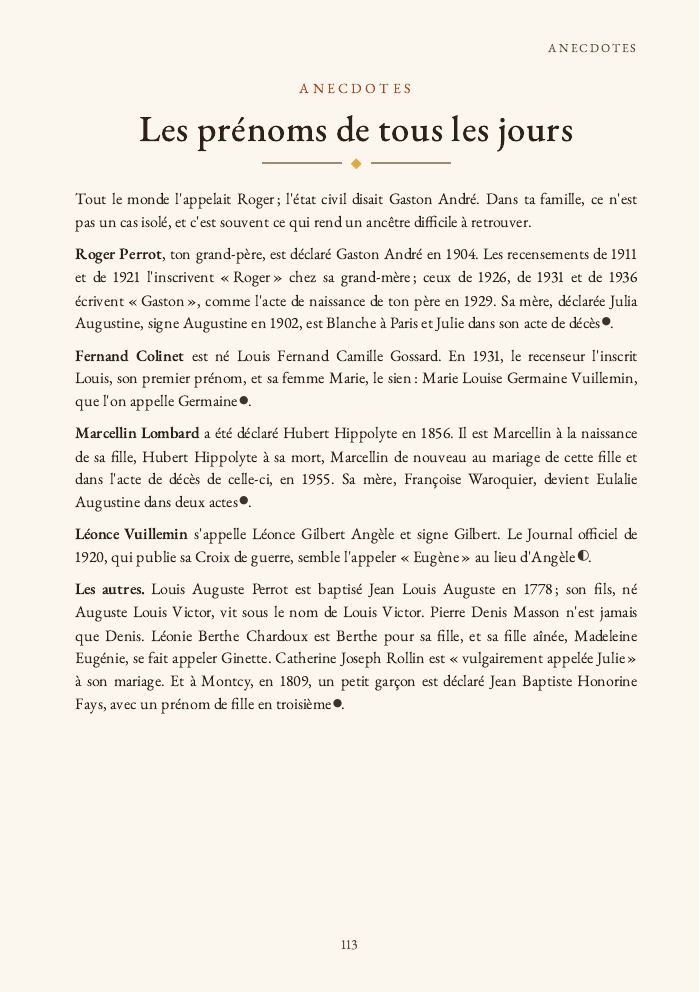 ANECDOTES
ANECDOTES
Les prénoms de tous les jours
Tout le monde l'appelait Roger ; l'état civil disait Gaston André. Dans ta famille, ce n'est
pas un cas isolé, et c'est souvent ce qui rend un ancêtre difficile à retrouver.
Roger Perrot, ton grand-père, est déclaré Gaston André en 1904. Les recensements de 1911
et de 1921 l'inscrivent « Roger » chez sa grand-mère ; ceux de 1926, de 1931 et de 1936
écrivent « Gaston », comme l'acte de naissance de ton père en 1929. Sa mère, déclarée Julia
Augustine, signe Augustine en 1902, est Blanche à Paris et Julie dans son acte de décès●.
Fernand Colinet est né Louis Fernand Camille Gossard. En 1931, le recenseur l'inscrit
Louis, son premier prénom, et sa femme Marie, le sien : Marie Louise Germaine Vuillemin,
que l'on appelle Germaine●.
Marcellin Lombard a été déclaré Hubert Hippolyte en 1856. Il est Marcellin à la naissance
de sa fille, Hubert Hippolyte à sa mort, Marcellin de nouveau au mariage de cette fille et
dans l'acte de décès de celle-ci, en 1955. Sa mère, Françoise Waroquier, devient Eulalie
Augustine dans deux actes●.
Léonce Vuillemin s'appelle Léonce Gilbert Angèle et signe Gilbert. Le Journal officiel de
1920, qui publie sa Croix de guerre, semble l'appeler « Eugène » au lieu d'Angèle◐.
Les autres. Louis Auguste Perrot est baptisé Jean Louis Auguste en 1778 ; son fils, né
Auguste Louis Victor, vit sous le nom de Louis Victor. Pierre Denis Masson n'est jamais
que Denis. Léonie Berthe Chardoux est Berthe pour sa fille, et sa fille aînée, Madeleine
Eugénie, se fait appeler Ginette. Catherine Joseph Rollin est « vulgairement appelée Julie »
à son mariage. Et à Montcy, en 1809, un petit garçon est déclaré Jean Baptiste Honorine
Fays, avec un prénom de fille en troisième●.
113